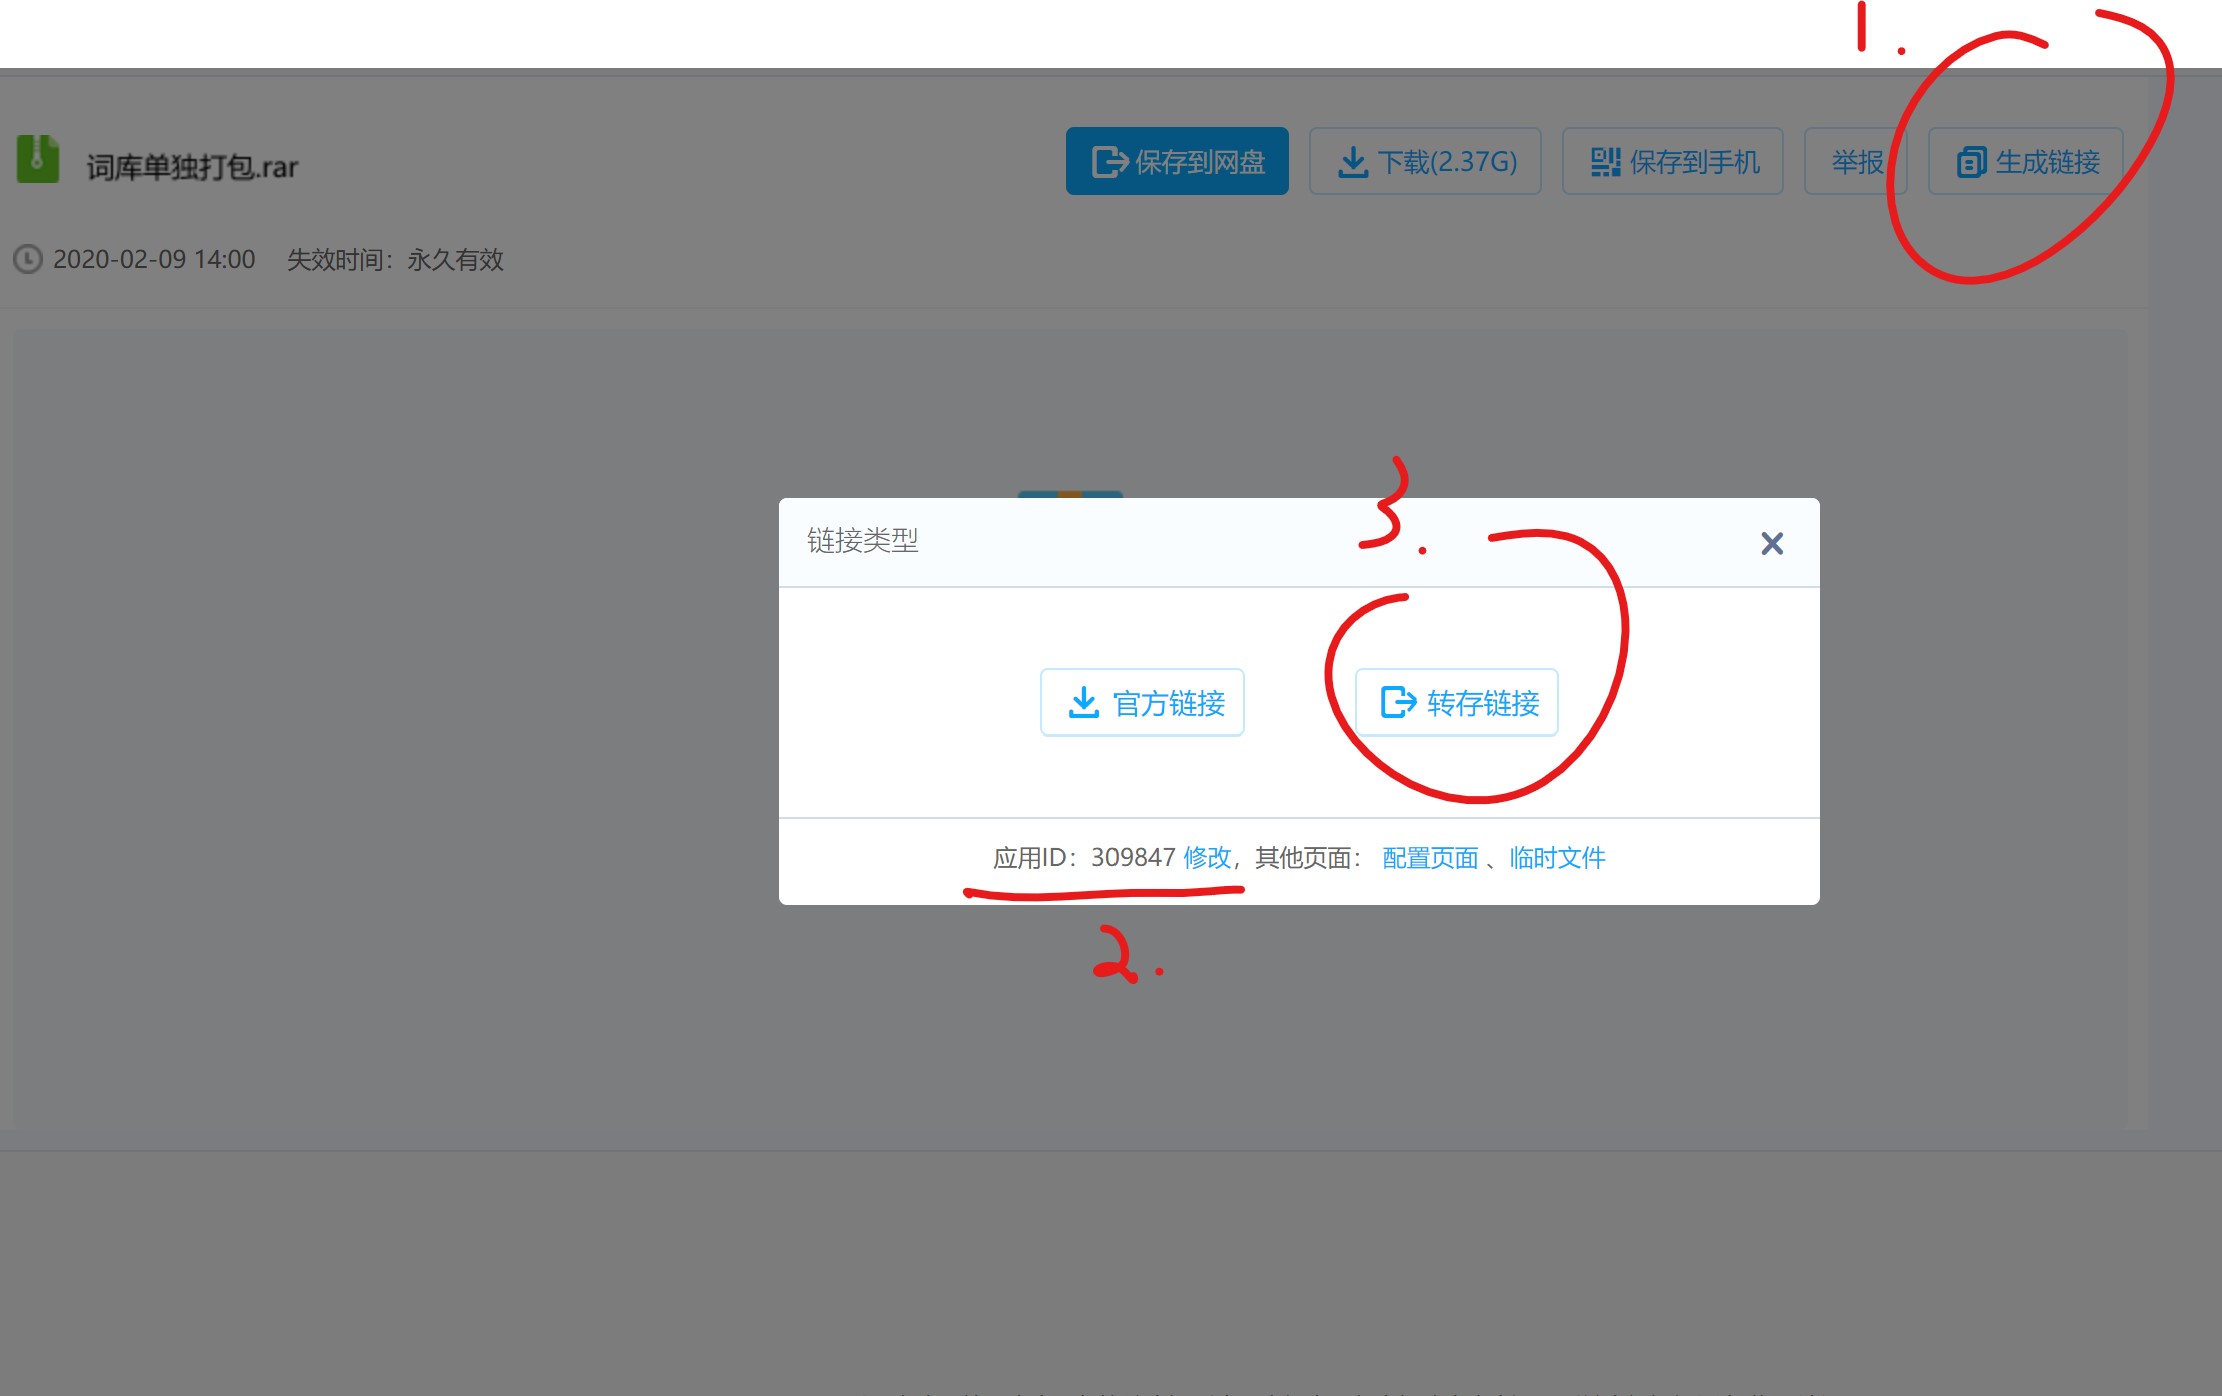 1.
词库单独打包.rar
保存到网盘 下载(2.37G) 保存到手机 举报 生成链接
2020-02-09 14:00 失效时间：永久有效
3.
链接类型
官方链接 转存链接
应用ID：309847 修改，其他页面： 配置页面 、临时文件
2.